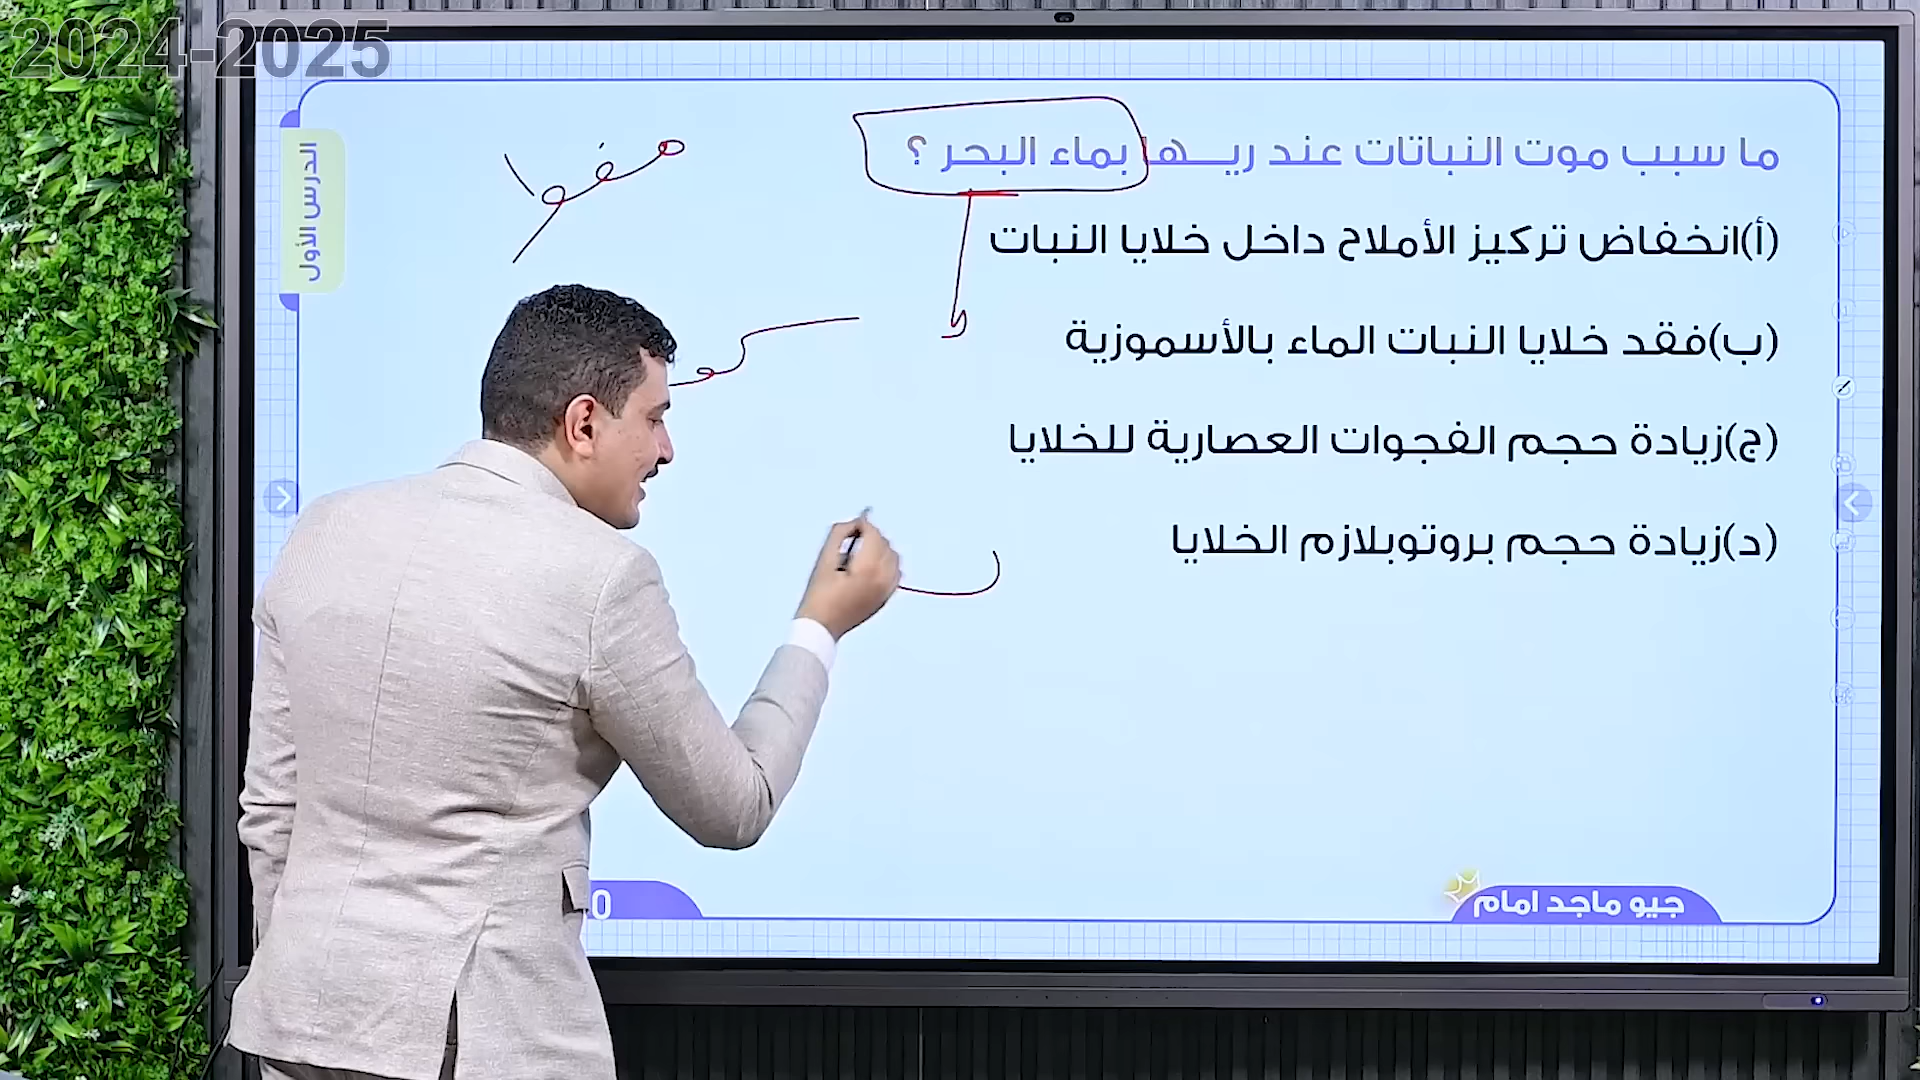 2024-2025
ما سبب موت النباتات عند ريها بماء البحر ؟
(أ)انخفاض تركيز الأملاح داخل خلايا النبات
(ب)فقد خلايا النبات الماء بالأسموزية
(ج)زيادة حجم الفجوات العصارية للخلايا
(د)زيادة حجم بروتوبلازم الخلايا
الدرس الأول
جيو ماجد امام
0